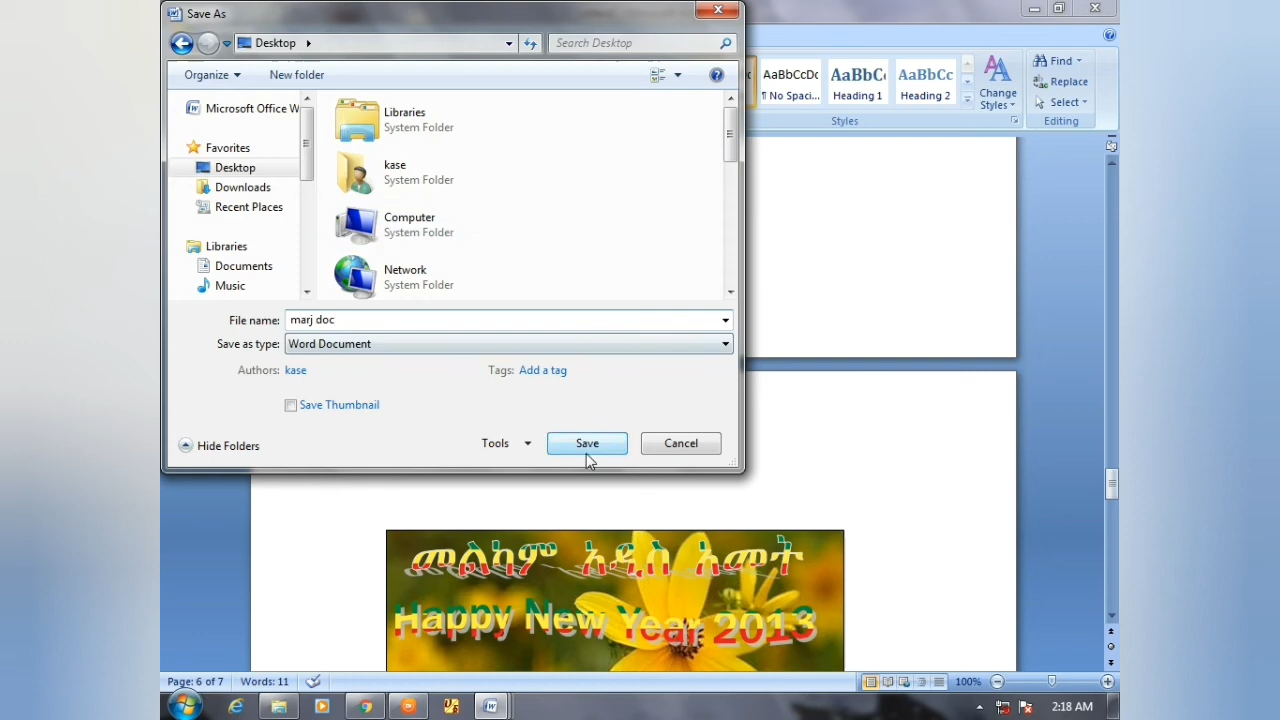 Save As
Desktop
Search Desktop
Organize
New folder
Microsoft Office W
Favorites
Desktop
Downloads
Recent Places
Libraries
Documents
Music
Libraries
System Folder
kase
System Folder
Computer
System Folder
Network
System Folder
File name: marj doc
Save as type: Word Document
Authors: kase
Tags: Add a tag
Save Thumbnail
Hide Folders
Tools
Save
Cancel
AaBbCcDc
¶ No Spaci...
AaBbC
Heading 1
AaBbCc
Heading 2
Change
Styles
Styles
Find
Replace
Select
Editing
መልካም አዲስ አመት
Happy New Year 2013
Page: 6 of 7
Words: 11
100%
2:18 AM